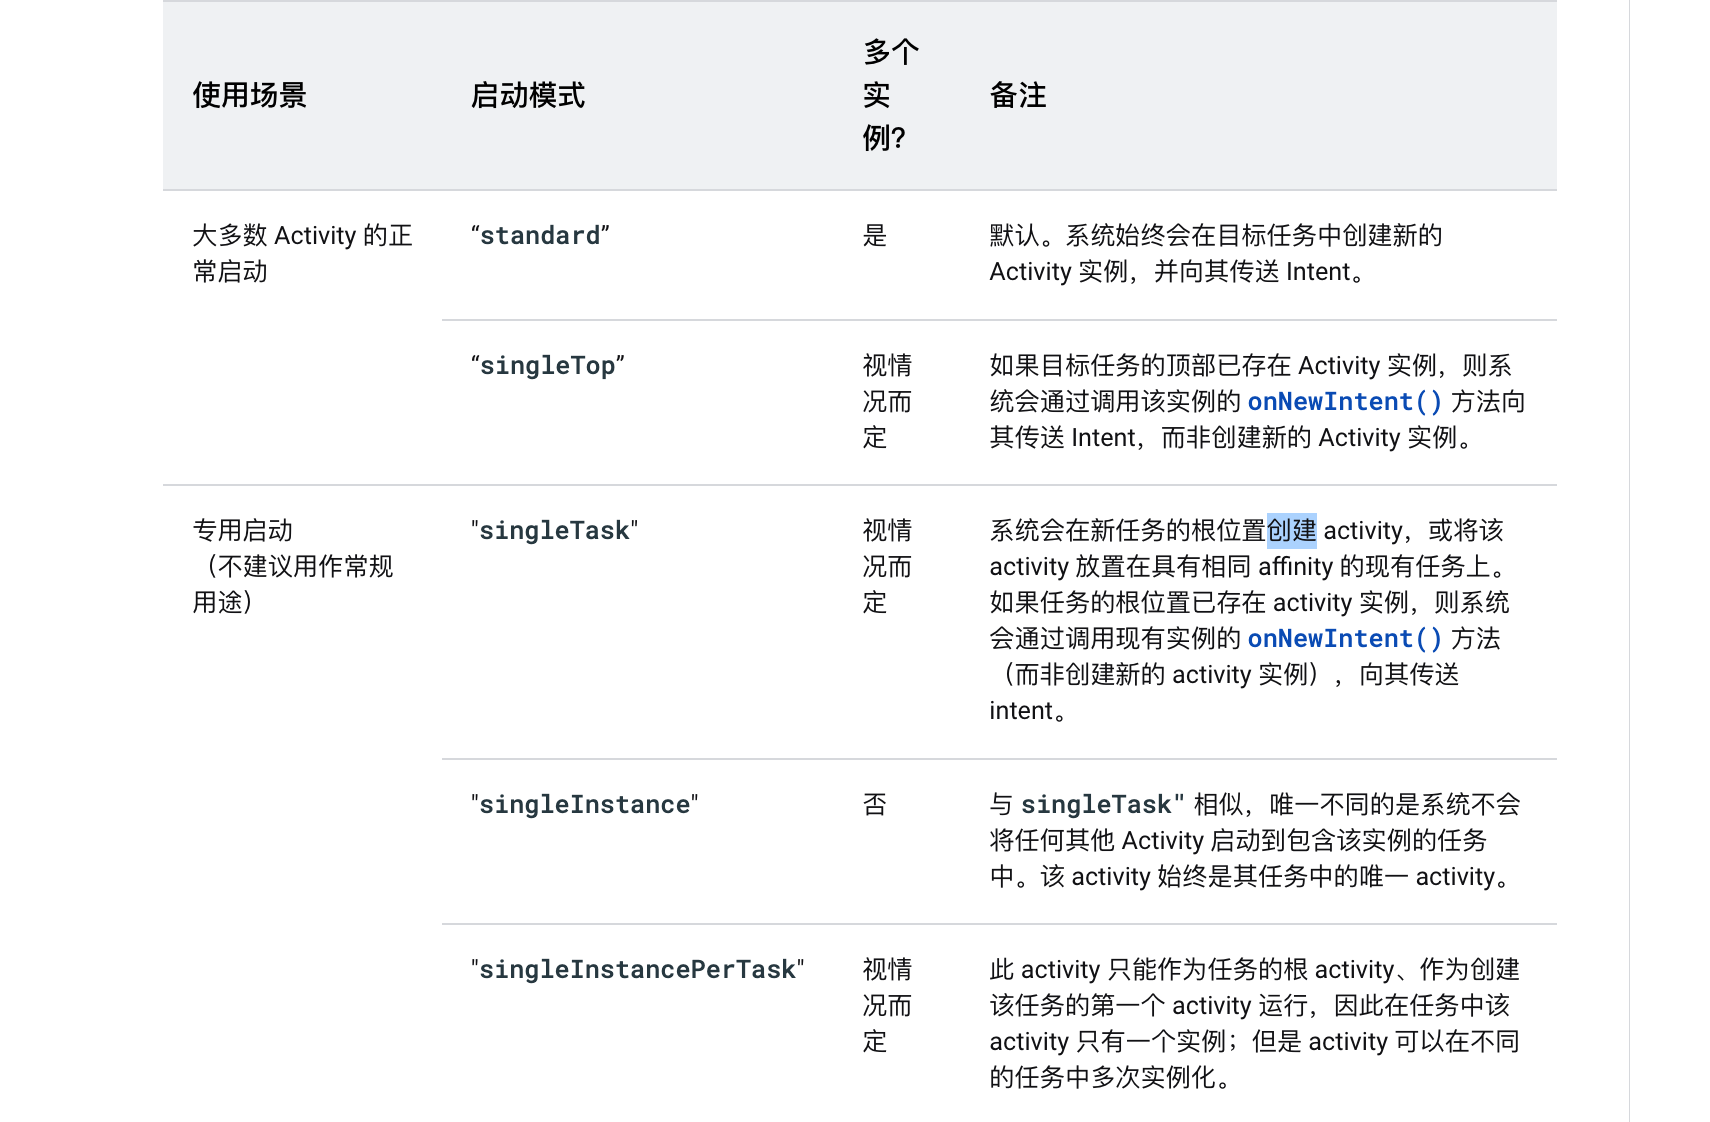 使用场景
启动模式
多个
实
例?
备注
大多数 Activity 的正
常启动
“standard”
是
默认。系统始终会在目标任务中创建新的
Activity 实例，并向其传送 Intent。
“singleTop”
视情
况而
定
如果目标任务的顶部已存在 Activity 实例，则系
统会通过调用该实例的 onNewIntent() 方法向
其传送 Intent，而非创建新的 Activity 实例。
专用启动
（不建议用作常规
用途）
"singleTask"
视情
况而
定
系统会在新任务的根位置创建 activity，或将该
activity 放置在具有相同 affinity 的现有任务上。
如果任务的根位置已存在 activity 实例，则系统
会通过调用现有实例的 onNewIntent() 方法
（而非创建新的 activity 实例），向其传送
intent。
"singleInstance"
否
与 singleTask" 相似，唯一不同的是系统不会
将任何其他 Activity 启动到包含该实例的任务
中。该 activity 始终是其任务中的唯一 activity。
"singleInstancePerTask"
视情
况而
定
此 activity 只能作为任务的根 activity、作为创建
该任务的第一个 activity 运行，因此在任务中该
activity 只有一个实例；但是 activity 可以在不同
的任务中多次实例化。